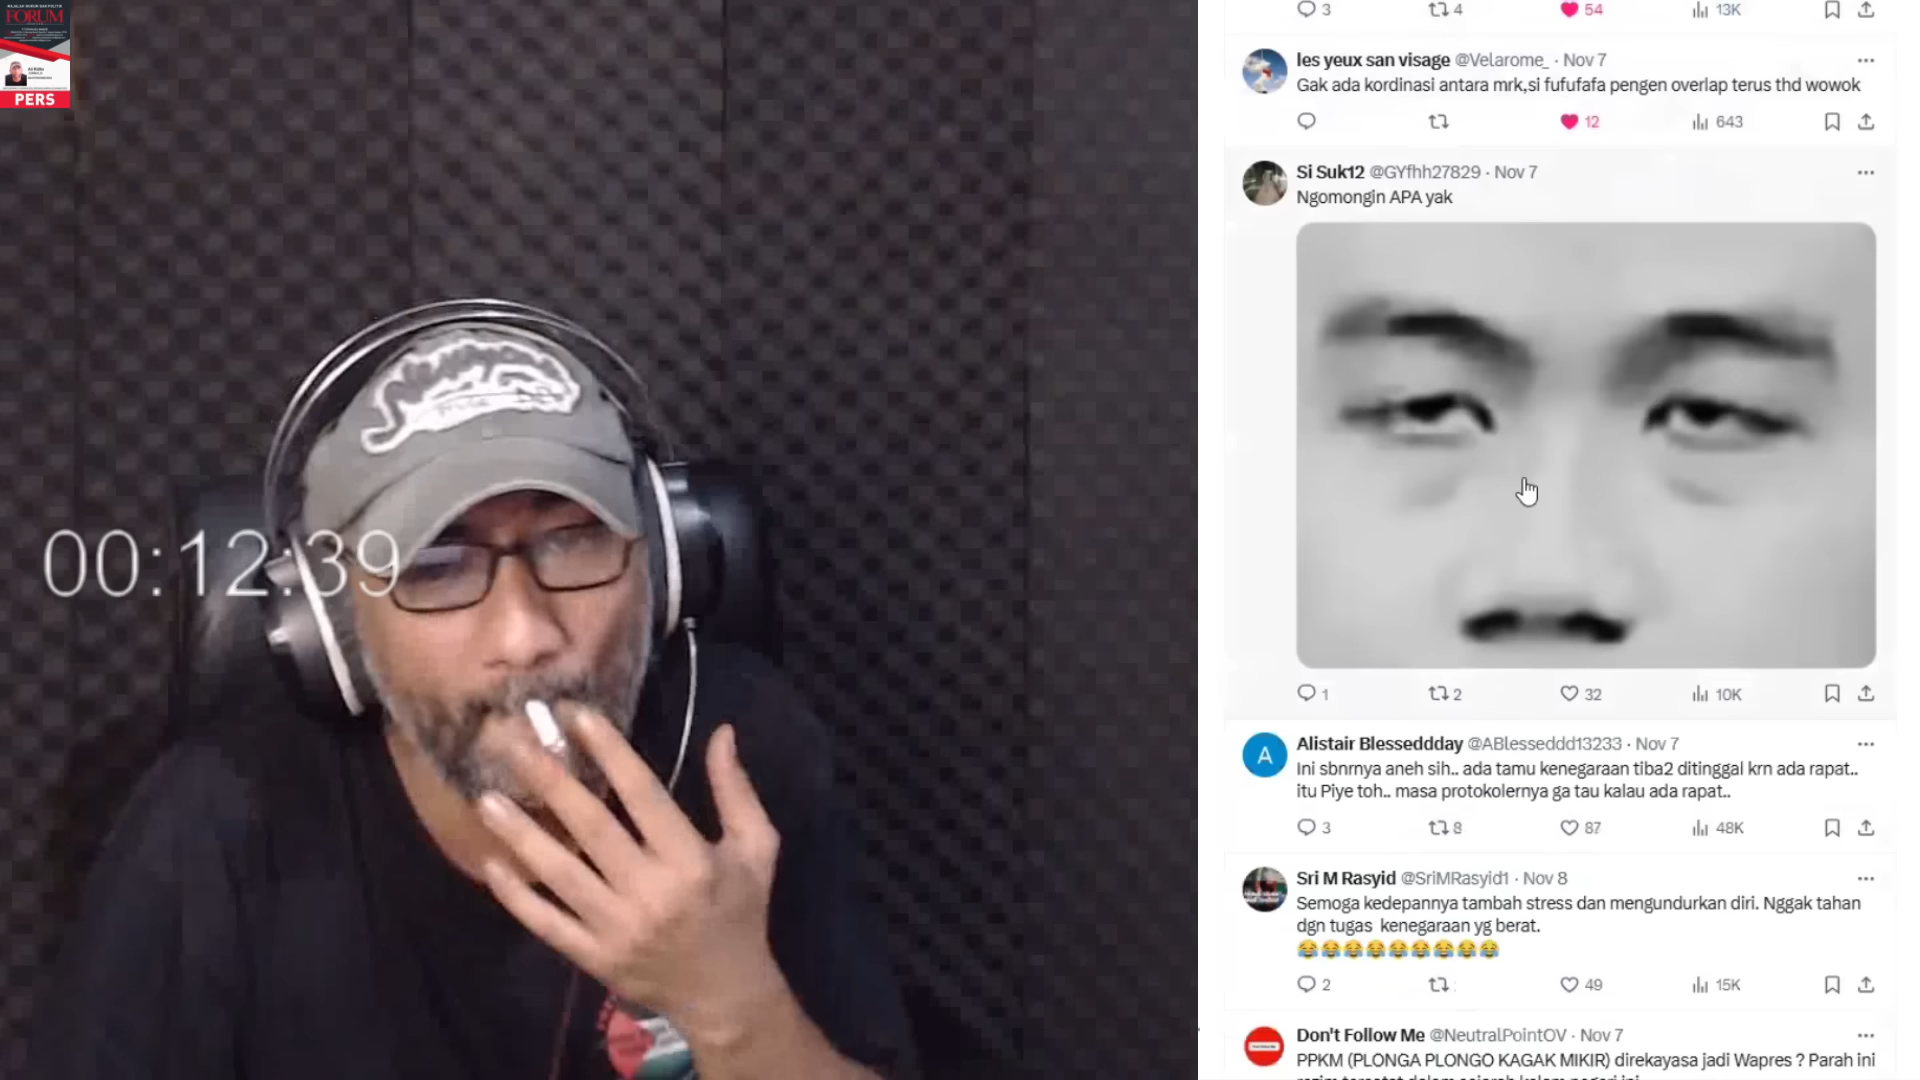 FORUM
PERS
00:12:39
3 4 54 13K
les yeux san visage @Velarome_ · Nov 7
Gak ada kordinasi antara mrk,si fufufafa pengen overlap terus thd wowok
12 643
Si Suk12 @GYfhh27829 · Nov 7
Ngomongin APA yak
1 2 32 10K
A
Alistair Blesseddday @ABlesseddd13233 · Nov 7
Ini sbnrnya aneh sih.. ada tamu kenegaraan tiba2 ditinggal krn ada rapat..
itu Piye toh.. masa protokolernya ga tau kalau ada rapat..
3 8 87 48K
Sri M Rasyid @SriMRasyid1 · Nov 8
Semoga kedepannya tambah stress dan mengundurkan diri. Nggak tahan
dgn tugas kenegaraan yg berat.
😂😂😂😂😂😂😂😂😂
2 49 15K
Don't Follow Me @NeutralPointOV · Nov 7
PPKM (PLONGA PLONGO KAGAK MIKIR) direkayasa jadi Wapres ? Parah ini